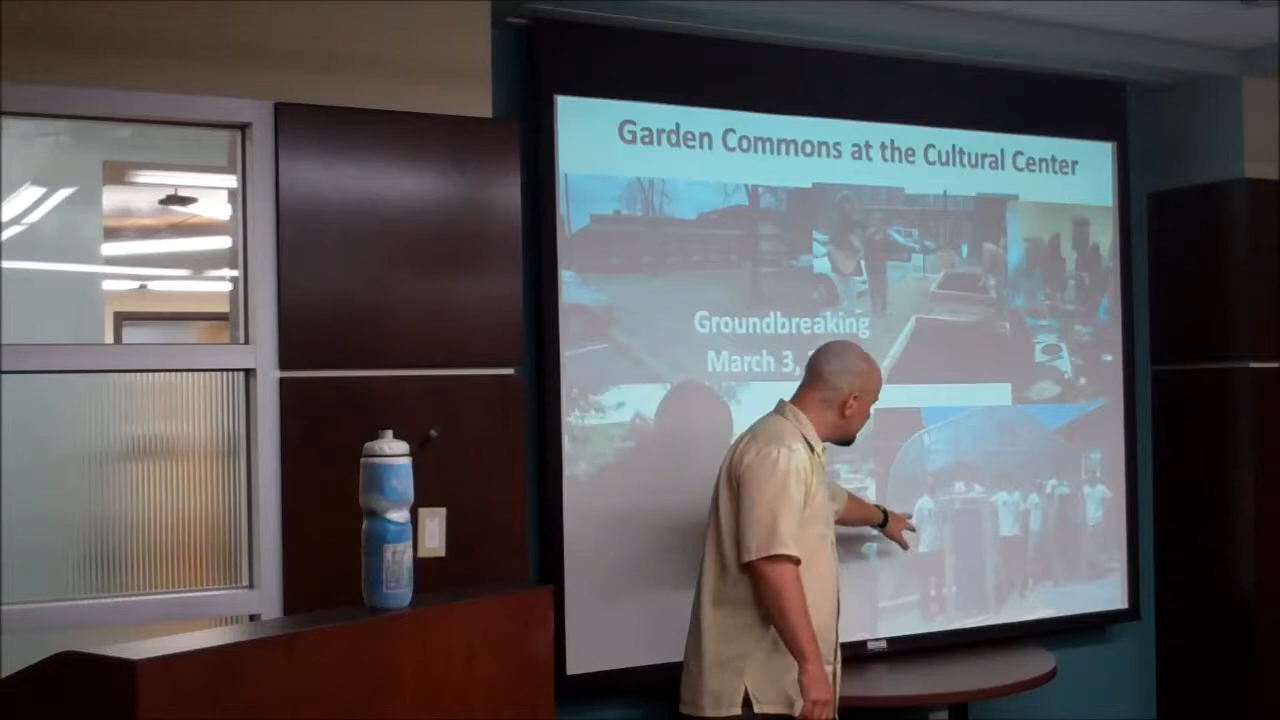 Garden Commons at the Cultural Center
Groundbreaking
March 3,